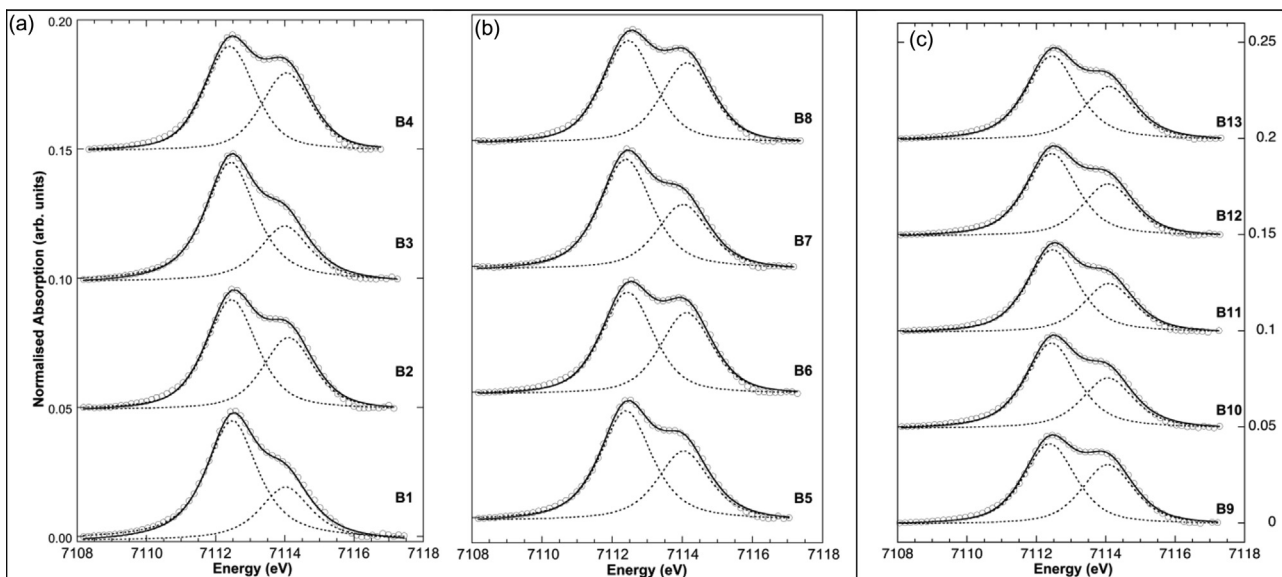 (a)
0.20
B4
0.15
B3
0.10
B2
0.05
B1
0.00
Normalised Absorption (arb. units)
7108 7110 7112 7114 7116 7118
Energy (eV)
(b)
B8
B7
B6
B5
7108 7110 7112 7114 7116 7118
Energy (eV)
(c)
0.25
B13
0.2
B12
0.15
B11
0.1
B10
0.05
B9
0
7108 7110 7112 7114 7116 7118
Energy (eV)